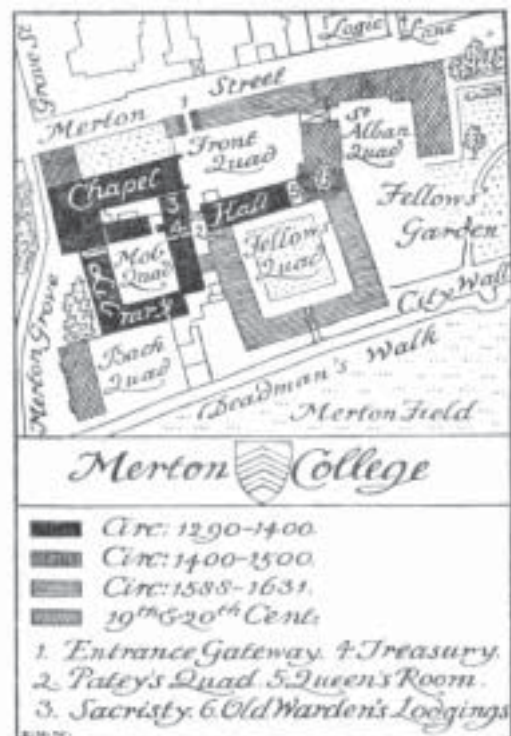 Logic Lane
Grove
Merton Street
1
Front Quad
St. Alban Quad
Chapel
3
4
2
Hall
5
6
Mob Quad
Fellows' Quad
Fellows' Garden
Library
City Wall
Merton Grove
Back Quad
Deadman's Walk
Merton Field
Merton College
Circ: 1290-1400.
Circ: 1400-1500.
Circ: 1588-1631.
19th & 20th Cent:
1. Entrance Gateway. 4 Treasury.
2. Patey's Quad. 5 Queen's Room.
3. Sacristy. 6. Old Warden's Lodgings